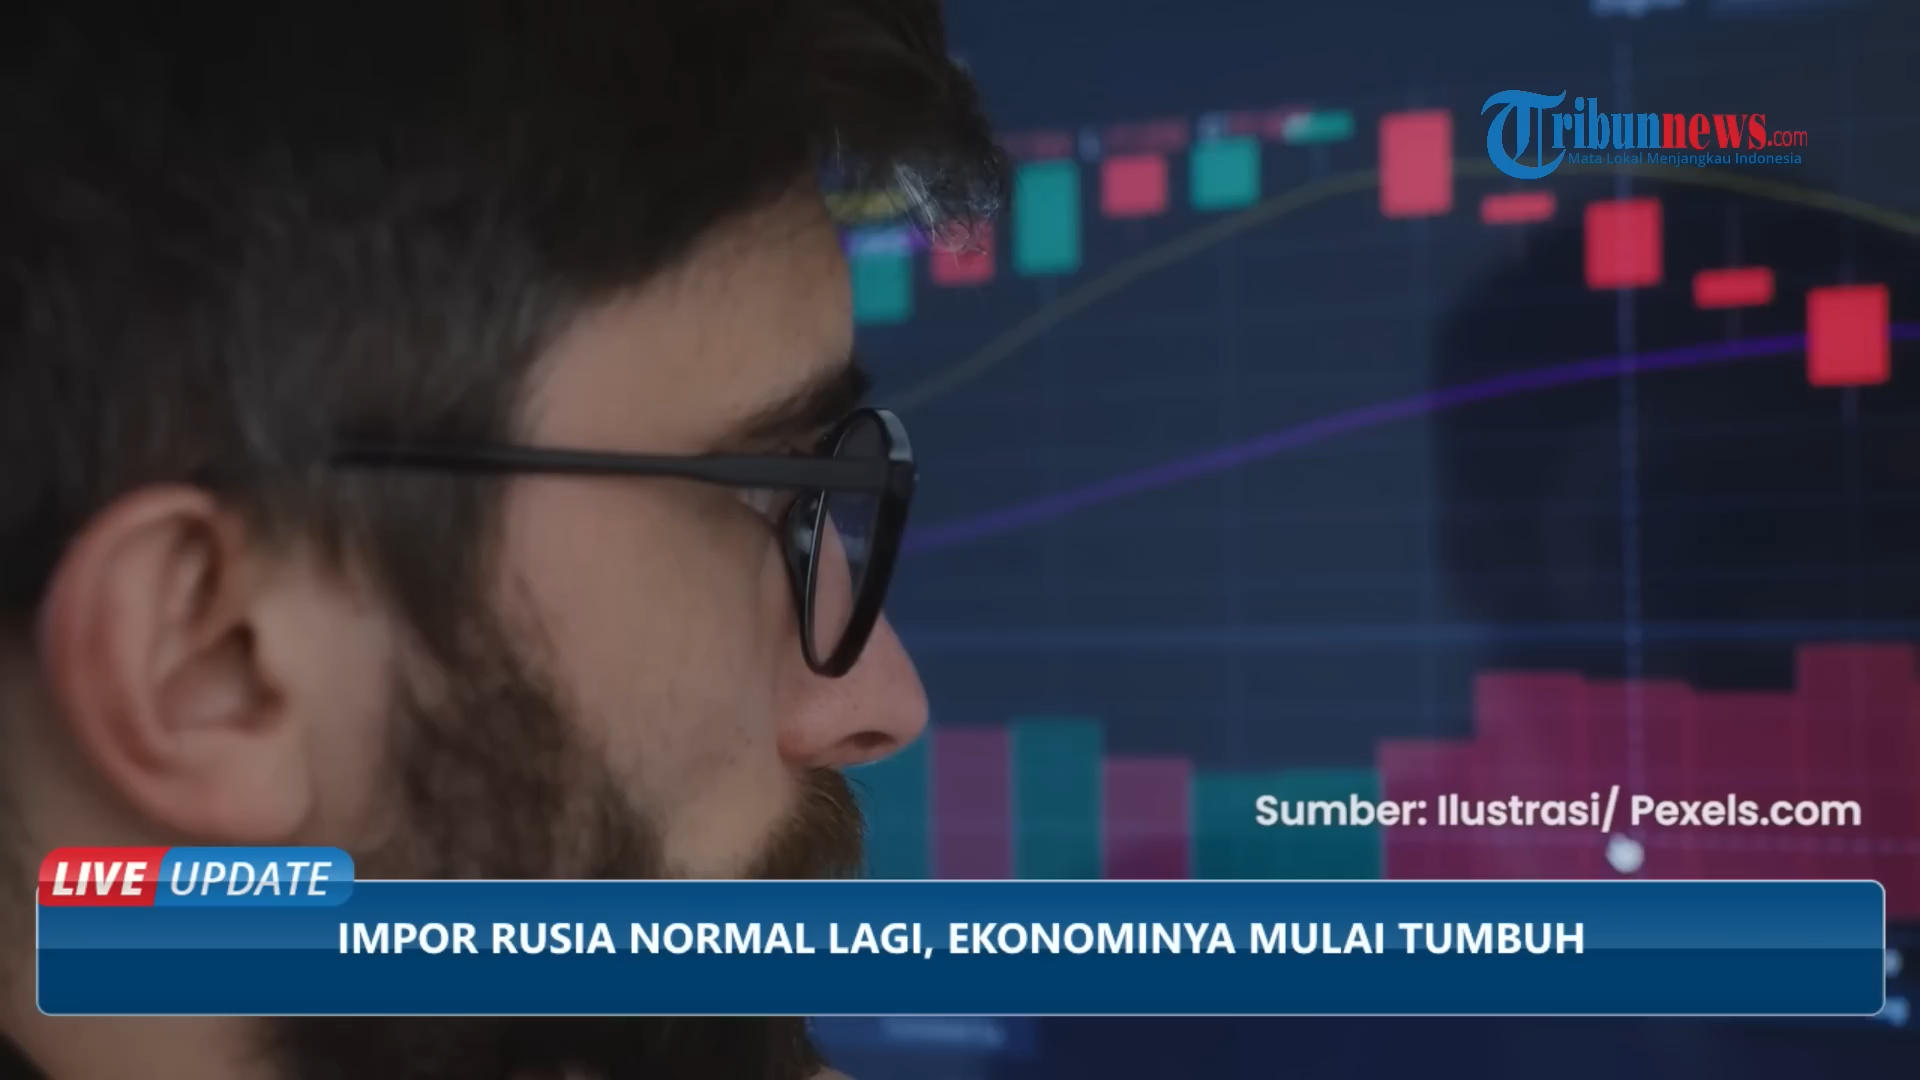 Tribunnews.com
Mata Lokal Menjangkau Indonesia
Sumber: Ilustrasi/ Pexels.com
LIVE UPDATE
IMPOR RUSIA NORMAL LAGI, EKONOMINYA MULAI TUMBUH